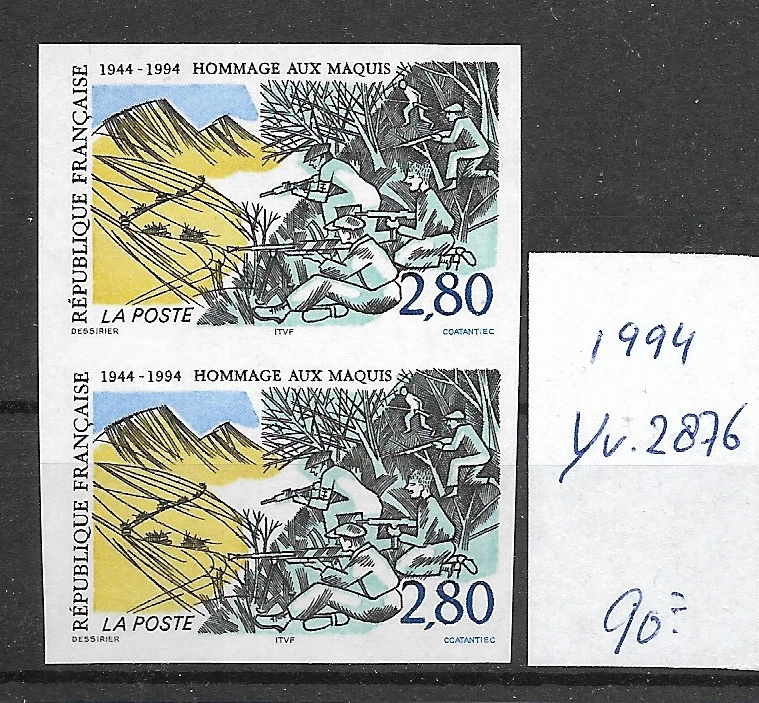 1944-1994 HOMMAGE AUX MAQUIS
RÉPUBLIQUE FRANÇAISE
2,80
LA POSTE
DESSIRIER ITVF COATANTIEC
1944-1994 HOMMAGE AUX MAQUIS
RÉPUBLIQUE FRANÇAISE
2,80
LA POSTE
DESSIRIER ITVF COATANTIEC
1994
Yv. 2876
90=